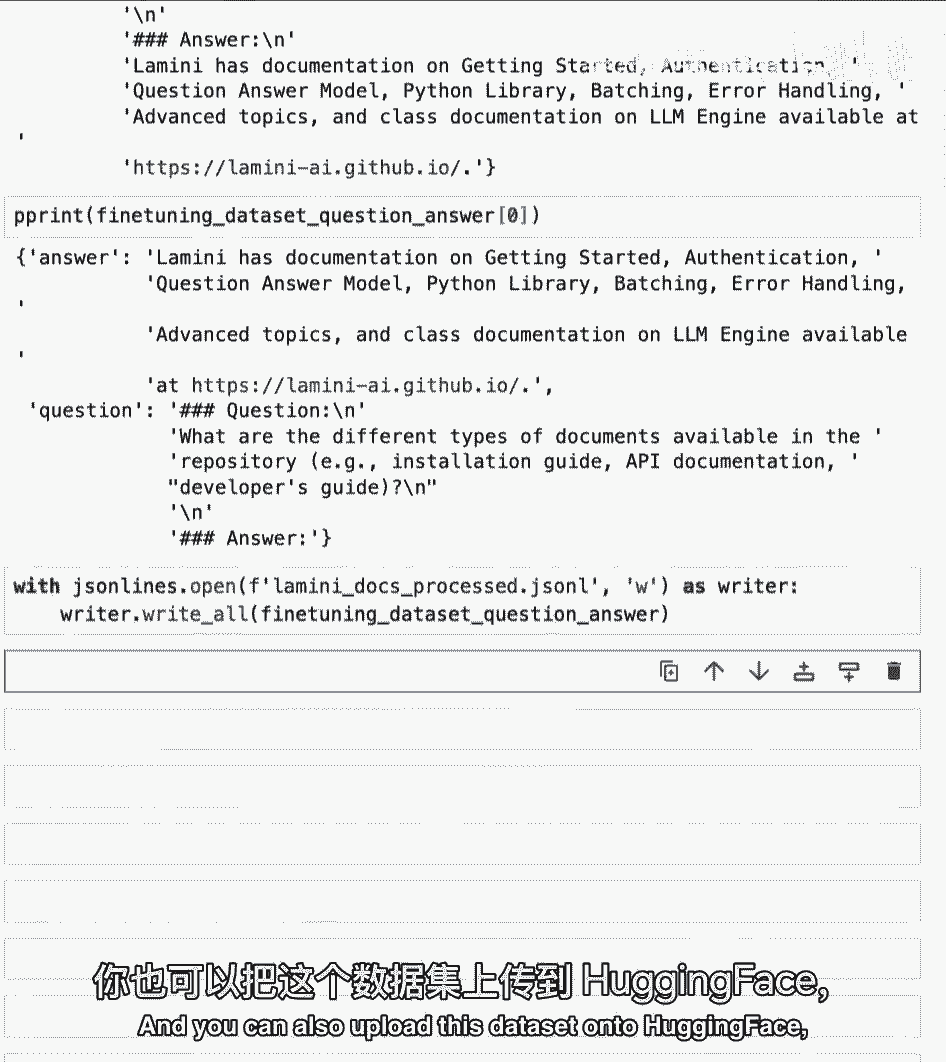 '\n'
'### Answer:\n'
'Lamini has documentation on Getting Started, Authentication, '
'Question Answer Model, Python Library, Batching, Error Handling, '
'Advanced topics, and class documentation on LLM Engine available at
'
'https://lamini-ai.github.io/.'}
pprint(finetuning_dataset_question_answer[0])
{'answer': 'Lamini has documentation on Getting Started, Authentication, '
'Question Answer Model, Python Library, Batching, Error Handling,
'
'Advanced topics, and class documentation on LLM Engine available
'
'at https://lamini-ai.github.io/.',
'question': '### Question:\n'
'What are the different types of documents available in the '
'repository (e.g., installation guide, API documentation, '
"developer's guide)?\n"
'\n'
'### Answer:'}
with jsonlines.open(f'lamini_docs_processed.jsonl', 'w') as writer:
writer.write_all(finetuning_dataset_question_answer)
你也可以把这个数据集上传到 HuggingFace,
And you can also upload this dataset onto HuggingFace,